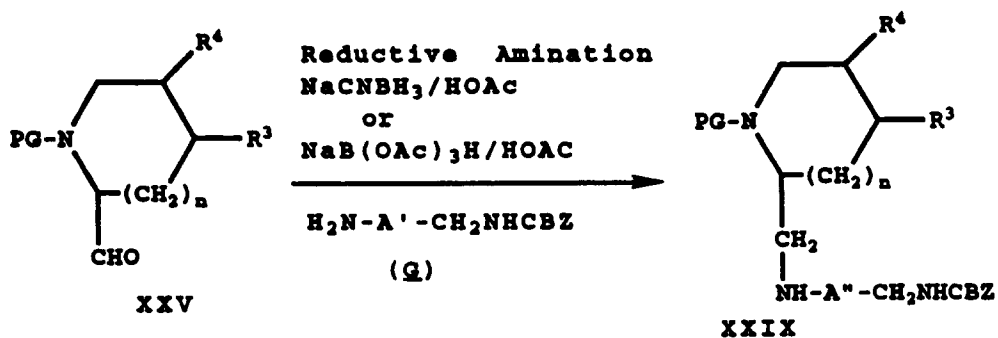 R⁴
PG-N
R³
(CH₂)ₙ
CHO
XXV
Reductive Amination
NaCNBH₃/HOAc
or
NaB(OAc)₃H/HOAC
H₂N-A'-CH₂NHCBZ
(G)
R⁴
PG-N
R³
(CH₂)ₙ
CH₂
NH-A"-CH₂NHCBZ
XXIX